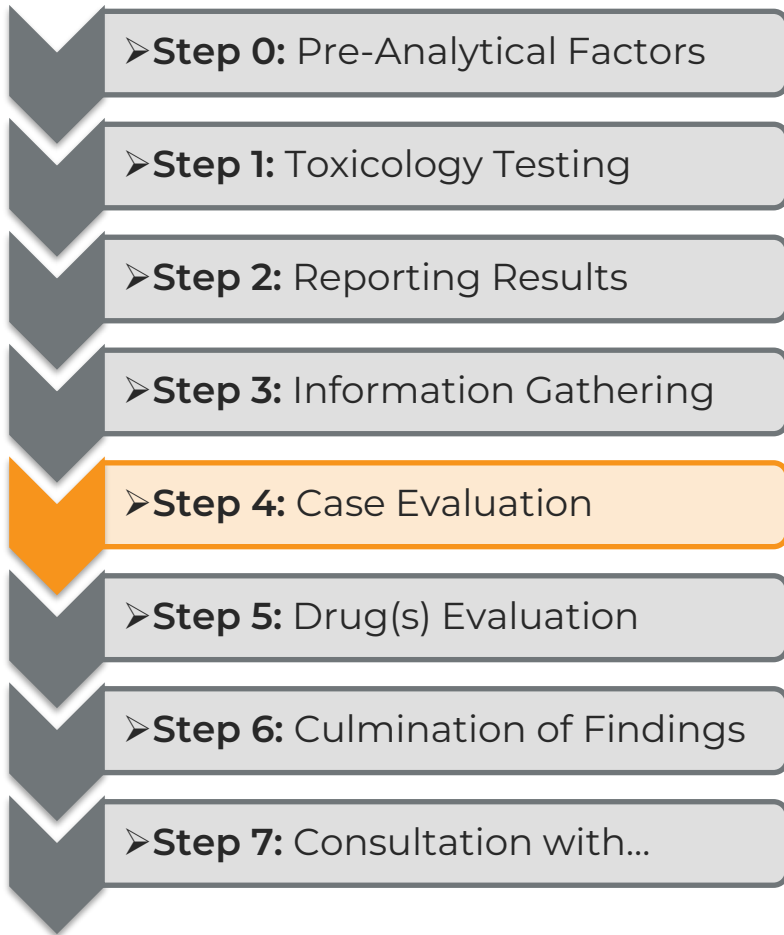 ➢Step 0: Pre-Analytical Factors
➢Step 1: Toxicology Testing
➢Step 2: Reporting Results
➢Step 3: Information Gathering
➢Step 4: Case Evaluation
➢Step 5: Drug(s) Evaluation
➢Step 6: Culmination of Findings
➢Step 7: Consultation with...